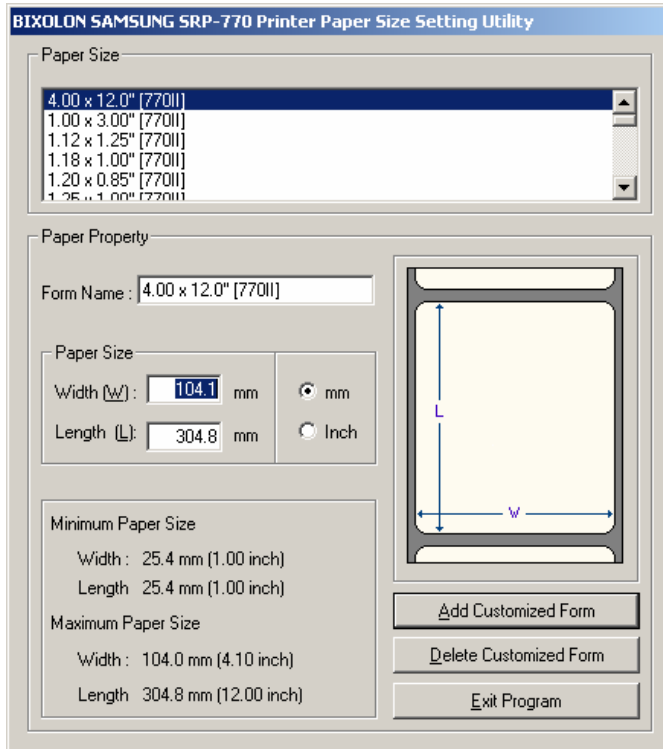 BIXOLON SAMSUNG SRP-770 Printer Paper Size Setting Utility
Paper Size
4.00 x 12.0" [770II]
1.00 x 3.00" [770II]
1.12 x 1.25" [770II]
1.18 x 1.00" [770II]
1.20 x 0.85" [770II]
1.25 x 1.00" [770II]
Paper Property
Form Name : 4.00 x 12.0" [770II]
Paper Size
Width (W) : 104.1 mm
mm
Length (L): 304.8 mm
Inch
L
W
Minimum Paper Size
Width : 25.4 mm (1.00 inch)
Length 25.4 mm (1.00 inch)
Maximum Paper Size
Width : 104.0 mm (4.10 inch)
Length 304.8 mm (12.00 inch)
Add Customized Form
Delete Customized Form
Exit Program